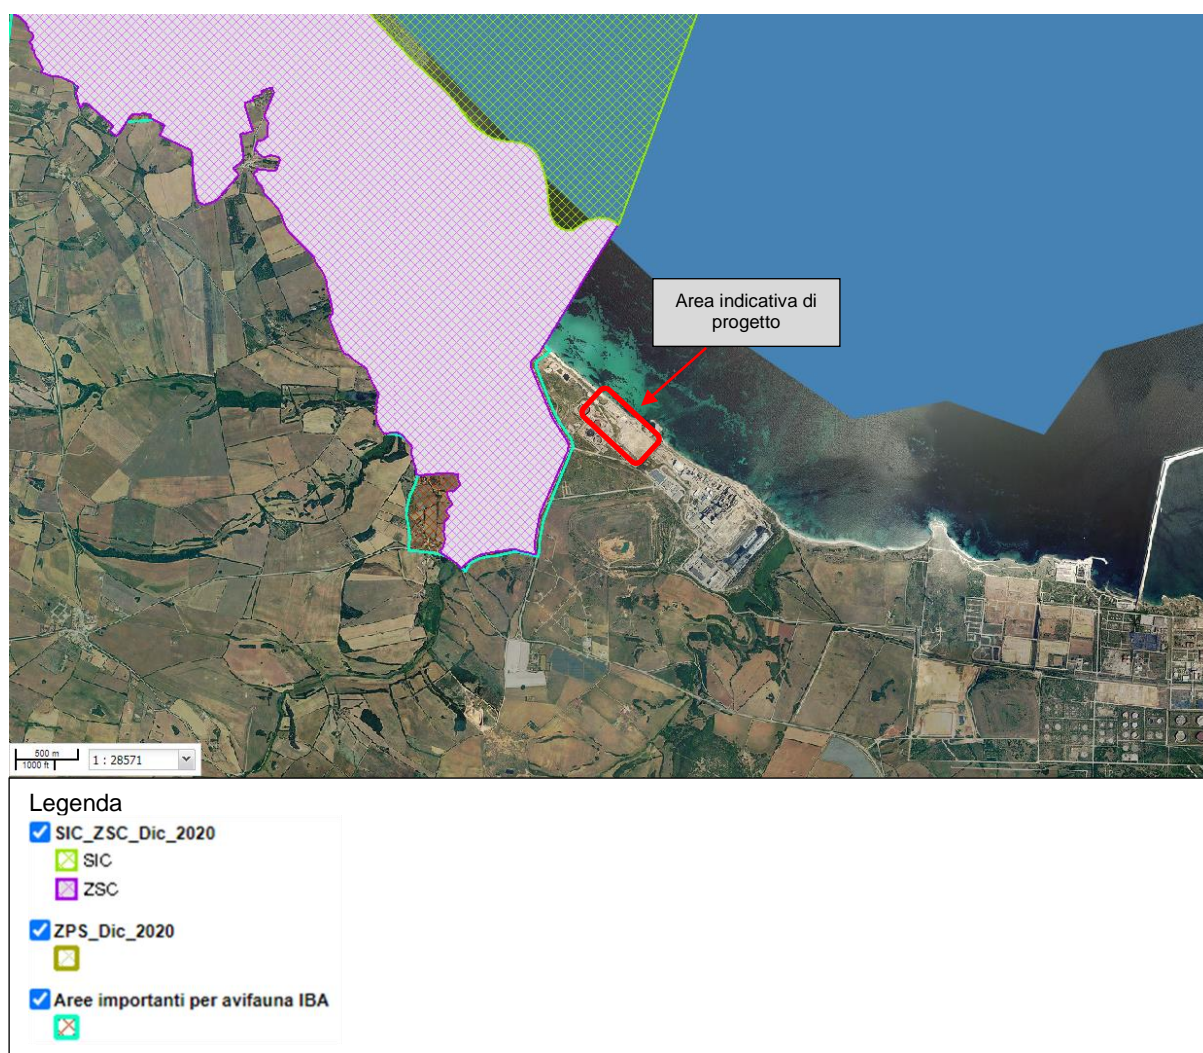 Area indicativa di
progetto
500 m
1000 ft
1 : 28571
Legenda
SIC_ZSC_Dic_2020
SIC
ZSC
ZPS_Dic_2020
Aree importanti per avifauna IBA